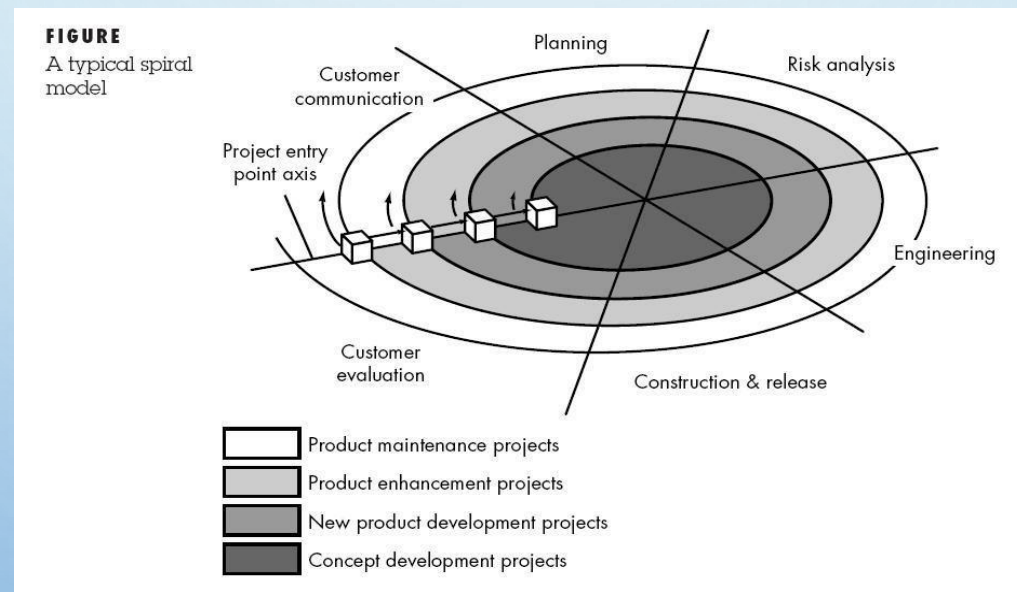 FIGURE
A typical spiral
model
Planning
Risk analysis
Customer
communication
Project entry
point axis
Engineering
Customer
evaluation
Construction & release
Product maintenance projects
Product enhancement projects
New product development projects
Concept development projects